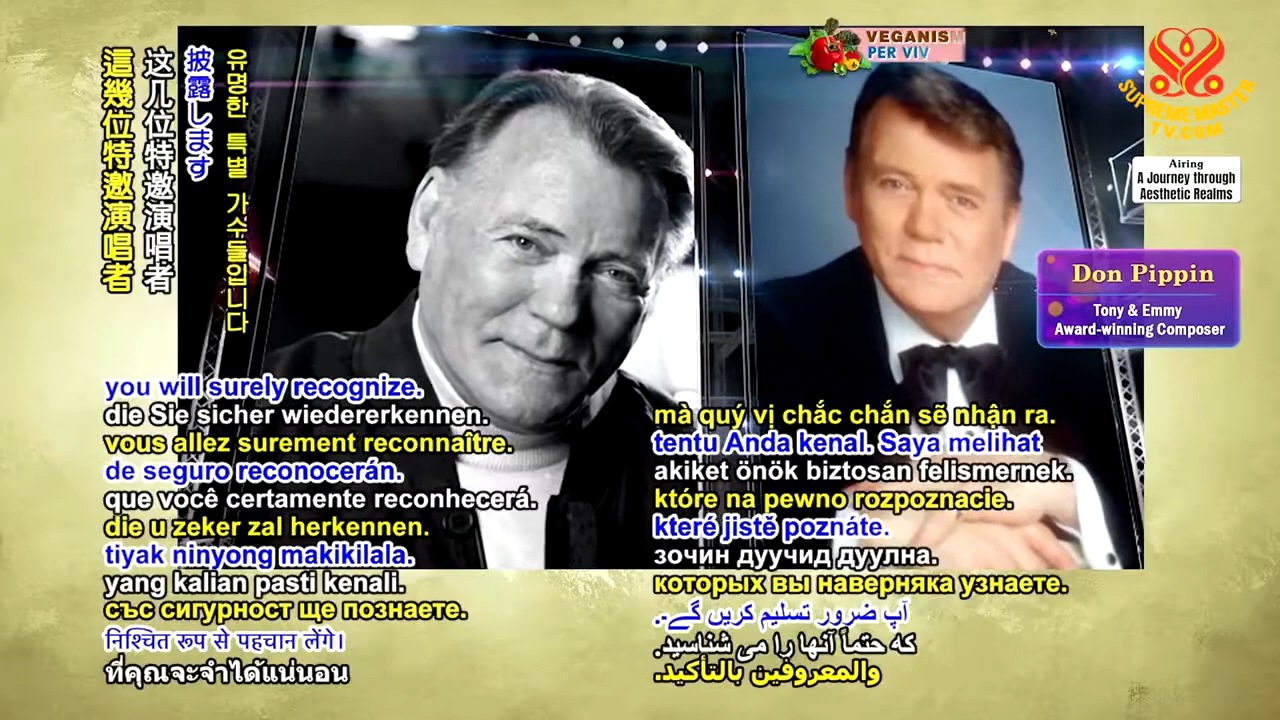 這幾位特邀演唱者
这几位特邀演唱者
披露します
유명한 특별 가수들입니다
VEGANISM
PER VIV
SUPREME MASTER
TV.COM
Airing
A Journey through
Aesthetic Realms
Don Pippin
Tony & Emmy
Award-winning Composer
you will surely recognize.
die Sie sicher wiedererkennen.
vous allez surement reconnaître.
de seguro reconocerán.
que você certamente reconhecerá.
die u zeker zal herkennen.
tiyak ninyong makikilala.
yang kalian pasti kenali.
със сигурност ще познаете.
निश्चित रूप से पहचान लेंगे।
ที่คุณจะจำได้แน่นอน
mà quý vị chắc chắn sẽ nhận ra.
tentu Anda kenal. Saya melihat
akiket önök biztosan felismernek.
które na pewno rozpoznacie.
které jistě poznáte.
зочин дуучид дуулна.
которых вы наверняка узнаете.
آپ ضرور تسلیم کریں گے-.
که حتماً آنها را می شناسید.
والمعروفين بالتأكيد.